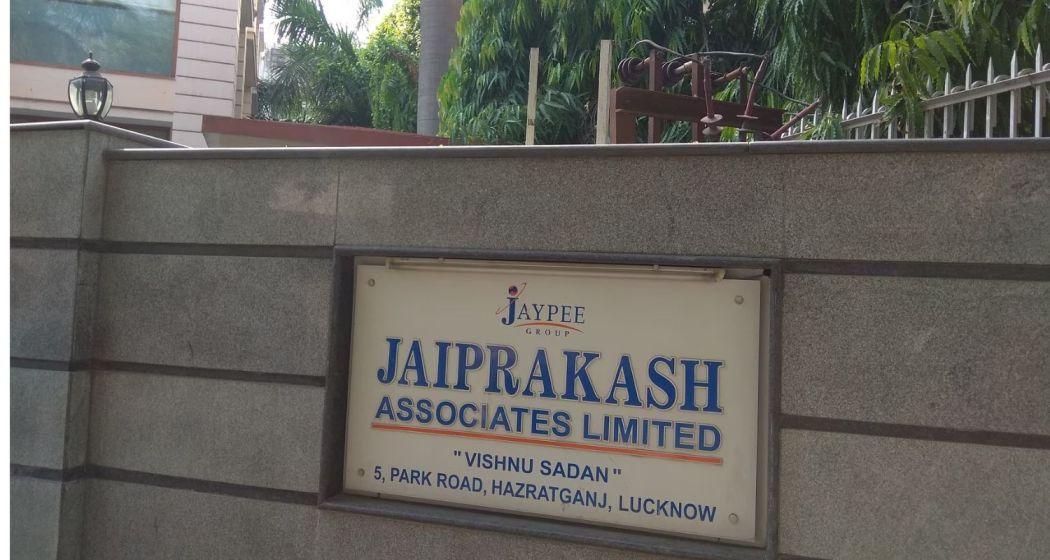 JAYPEE
GROUP
JAIPRAKASH
ASSOCIATES LIMITED
"VISHNU SADAN"
5, PARK ROAD, HAZRATGANJ, LUCKNOW